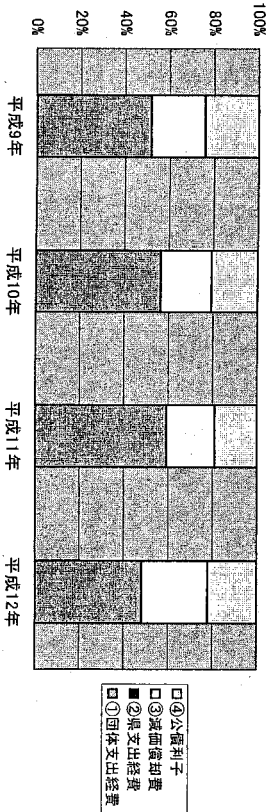 100%
80%
60%
40%
20%
0%
平成9年
平成10年
平成11年
平成12年
④公債利子
③減価償却費
②県支出経費
①団体支出経費